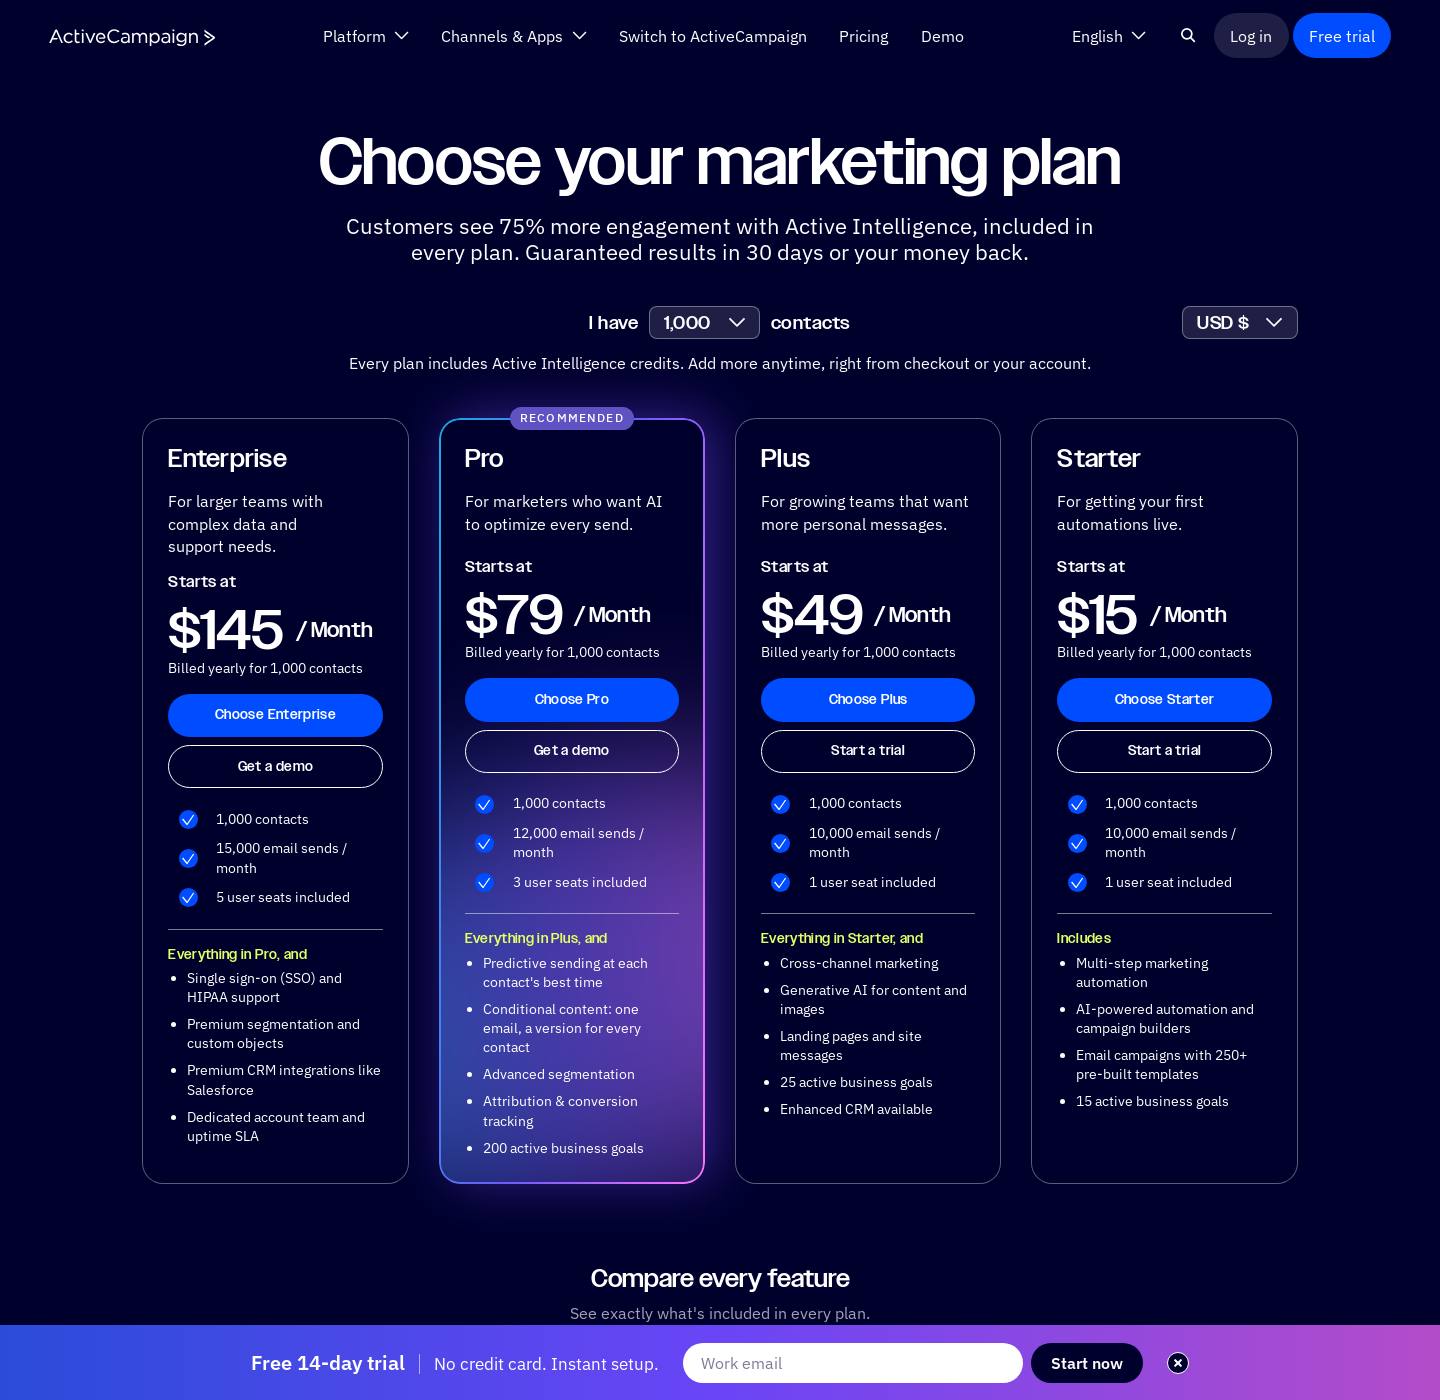 ActiveCampaign
Platform
Channels & Apps
Switch to ActiveCampaign
Pricing
Demo
English
Log in
Free trial
Choose your marketing plan
Customers see 75% more engagement with Active Intelligence, included in
every plan. Guaranteed results in 30 days or your money back.
I have 1,000 contacts
USD $
Every plan includes Active Intelligence credits. Add more anytime, right from checkout or your account.
Enterprise
For larger teams with
complex data and
support needs.
Starts at
$145 / Month
Billed yearly for 1,000 contacts
Choose Enterprise
Get a demo
1,000 contacts
15,000 email sends /
month
5 user seats included
Everything in Pro, and
Single sign-on (SSO) and
HIPAA support
Premium segmentation and
custom objects
Premium CRM integrations like
Salesforce
Dedicated account team and
uptime SLA
RECOMMENDED
Pro
For marketers who want AI
to optimize every send.
Starts at
$79 / Month
Billed yearly for 1,000 contacts
Choose Pro
Get a demo
1,000 contacts
12,000 email sends /
month
3 user seats included
Everything in Plus, and
Predictive sending at each
contact's best time
Conditional content: one
email, a version for every
contact
Advanced segmentation
Attribution & conversion
tracking
200 active business goals
Plus
For growing teams that want
more personal messages.
Starts at
$49 / Month
Billed yearly for 1,000 contacts
Choose Plus
Start a trial
1,000 contacts
10,000 email sends /
month
1 user seat included
Everything in Starter, and
Cross-channel marketing
Generative AI for content and
images
Landing pages and site
messages
25 active business goals
Enhanced CRM available
Starter
For getting your first
automations live.
Starts at
$15 / Month
Billed yearly for 1,000 contacts
Choose Starter
Start a trial
1,000 contacts
10,000 email sends /
month
1 user seat included
Includes
Multi-step marketing
automation
AI-powered automation and
campaign builders
Email campaigns with 250+
pre-built templates
15 active business goals
Compare every feature
See exactly what's included in every plan.
Free 14-day trial
No credit card. Instant setup.
Work email
Start now